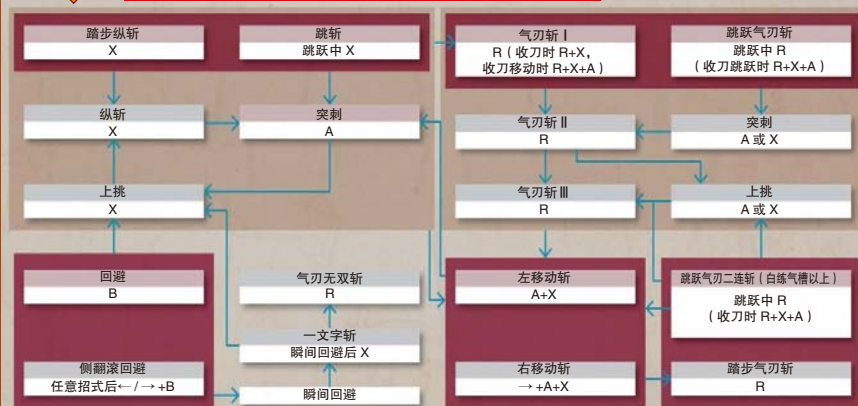 踏步纵斩
X
跳斩
跳跃中 X
气刃斩 I
R（收刀时 R+X，
收刀移动时 R+X+A）
跳跃气刃斩
跳跃中 R
（收刀跳跃时 R+X+A）
纵斩
X
突刺
A
气刃斩 II
R
突刺
A 或 X
上挑
X
气刃斩 III
R
上挑
A 或 X
回避
B
气刃无双斩
R
左移动斩
A+X
跳跃气刃二连斩（白练气槽以上）
跳跃中 R
（收刀时 R+X+A）
一文字斩
瞬间回避后 X
侧翻滚回避
任意招式后←/→+B
瞬间回避
右移动斩
→+A+X
踏步气刃斩
R